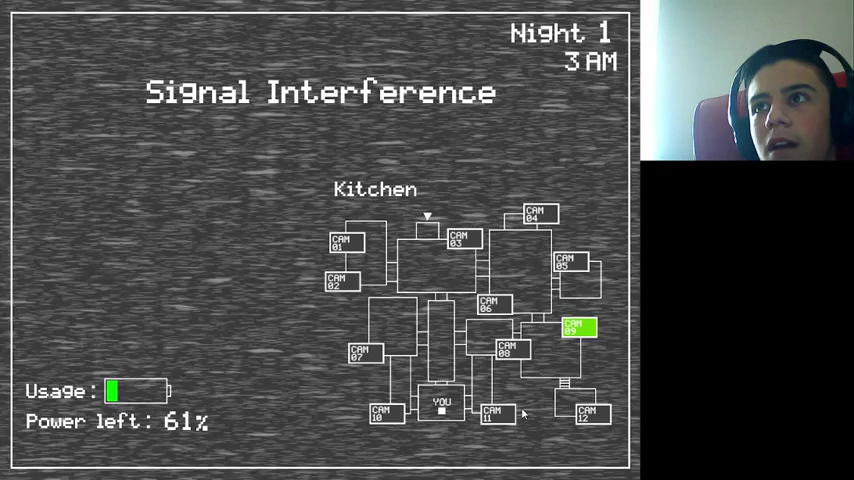 Night 1
3 AM
Signal Interference
Kitchen
CAM
04
CAM
01
CAM
03
CAM
05
CAM
02
CAM
06
CAM
09
CAM
07
CAM
08
Usage:
YOU
CAM
10
CAM
11
CAM
12
Power left: 61%